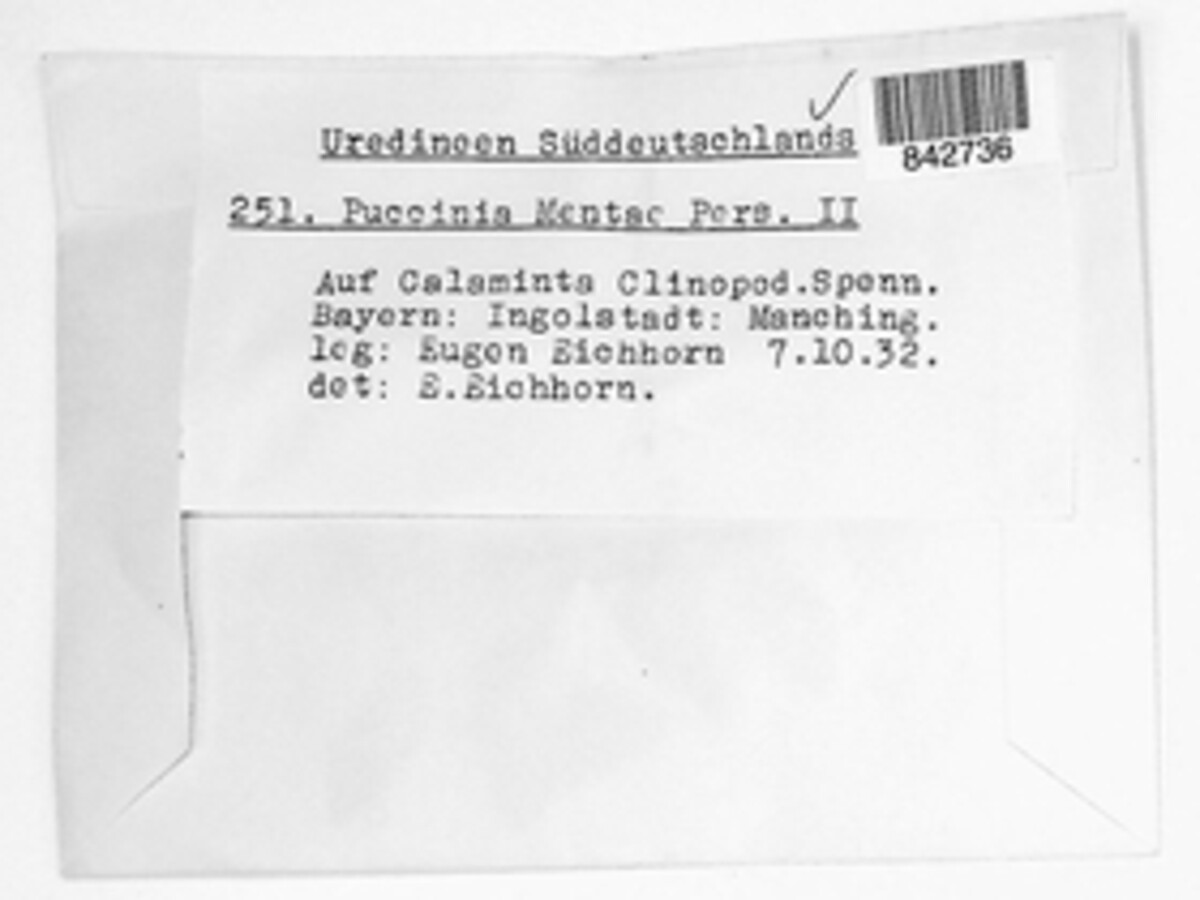 Uredineen Süddeutschlands
842736
251. Puccinia Mentae Pers. II
Auf Calaminta Clinopod.Spenn.
Bayern: Ingolstadt: Manching.
leg: Eugen Eichhorn 7.10.32.
det: E.Eichhorn.